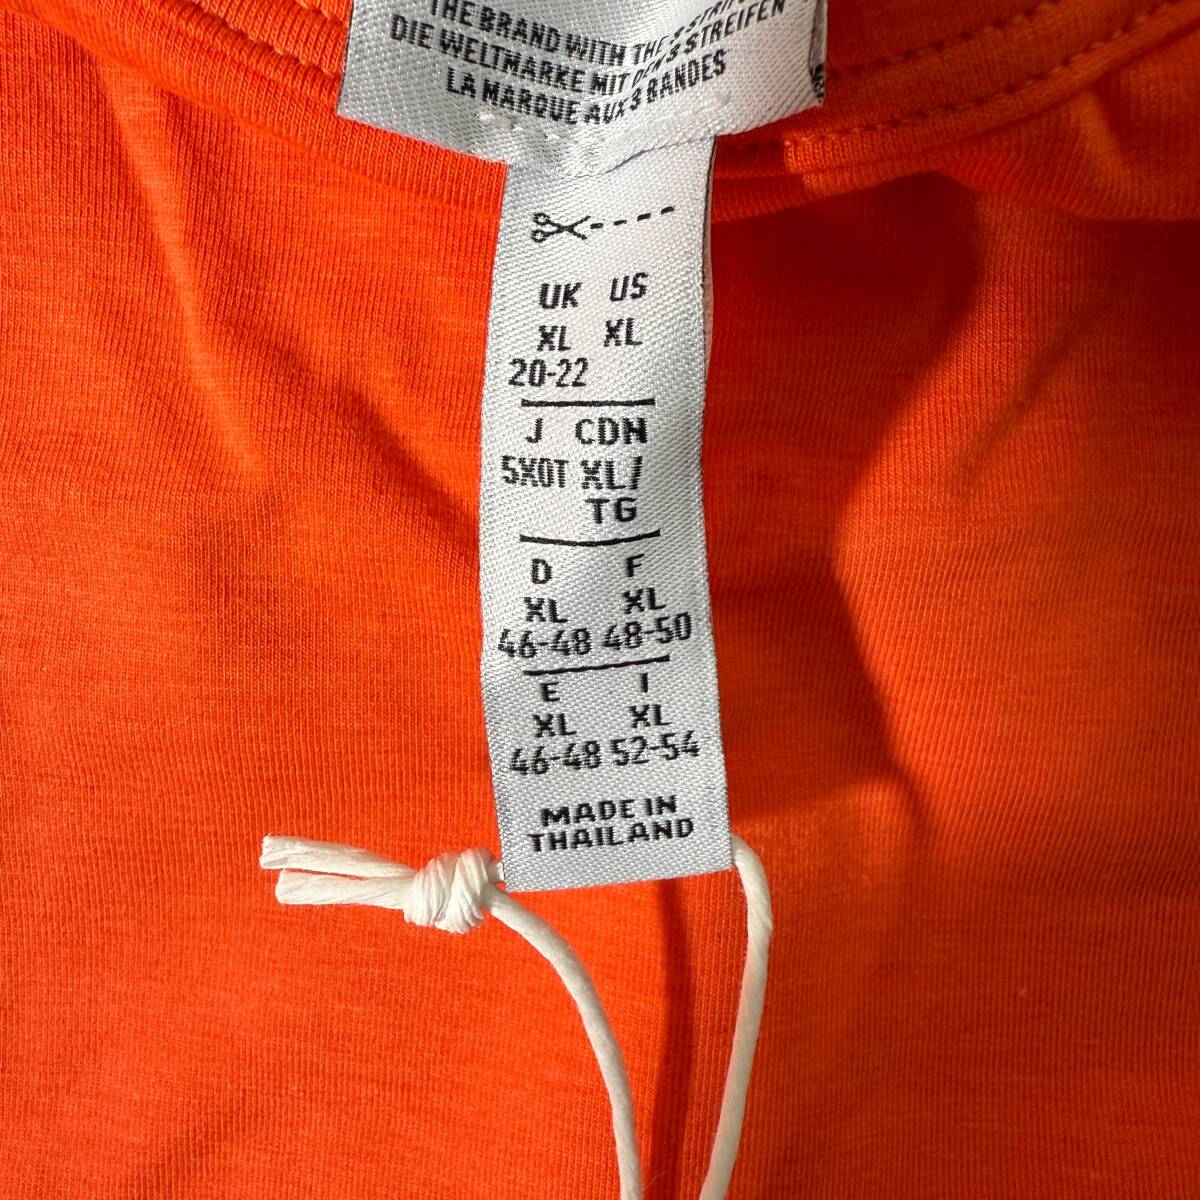 THE BRAND WITH THE 3
DIE WELTMARKE MIT DEN 3 STREIFEN
LA MARQUE AUX 3 BANDES
UK US
XL XL
20-22
J CDN
5XOT XL/
TG
D F
XL XL
46-48 48-50
E I
XL XL
46-48 52-54
MADE IN
THAILAND